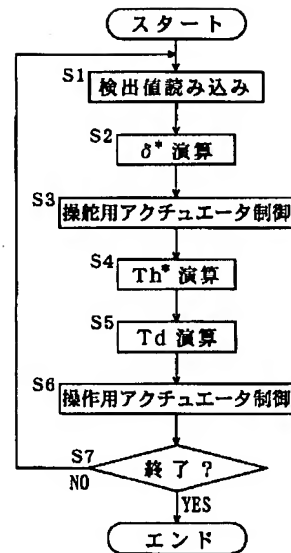 スタート
S1
検出値読み込み
S2
δ* 演算
S3
操舵用アクチュエータ制御
S4
Th* 演算
S5
Td 演算
S6
操作用アクチュエータ制御
S7
終了？
NO
YES
エンド